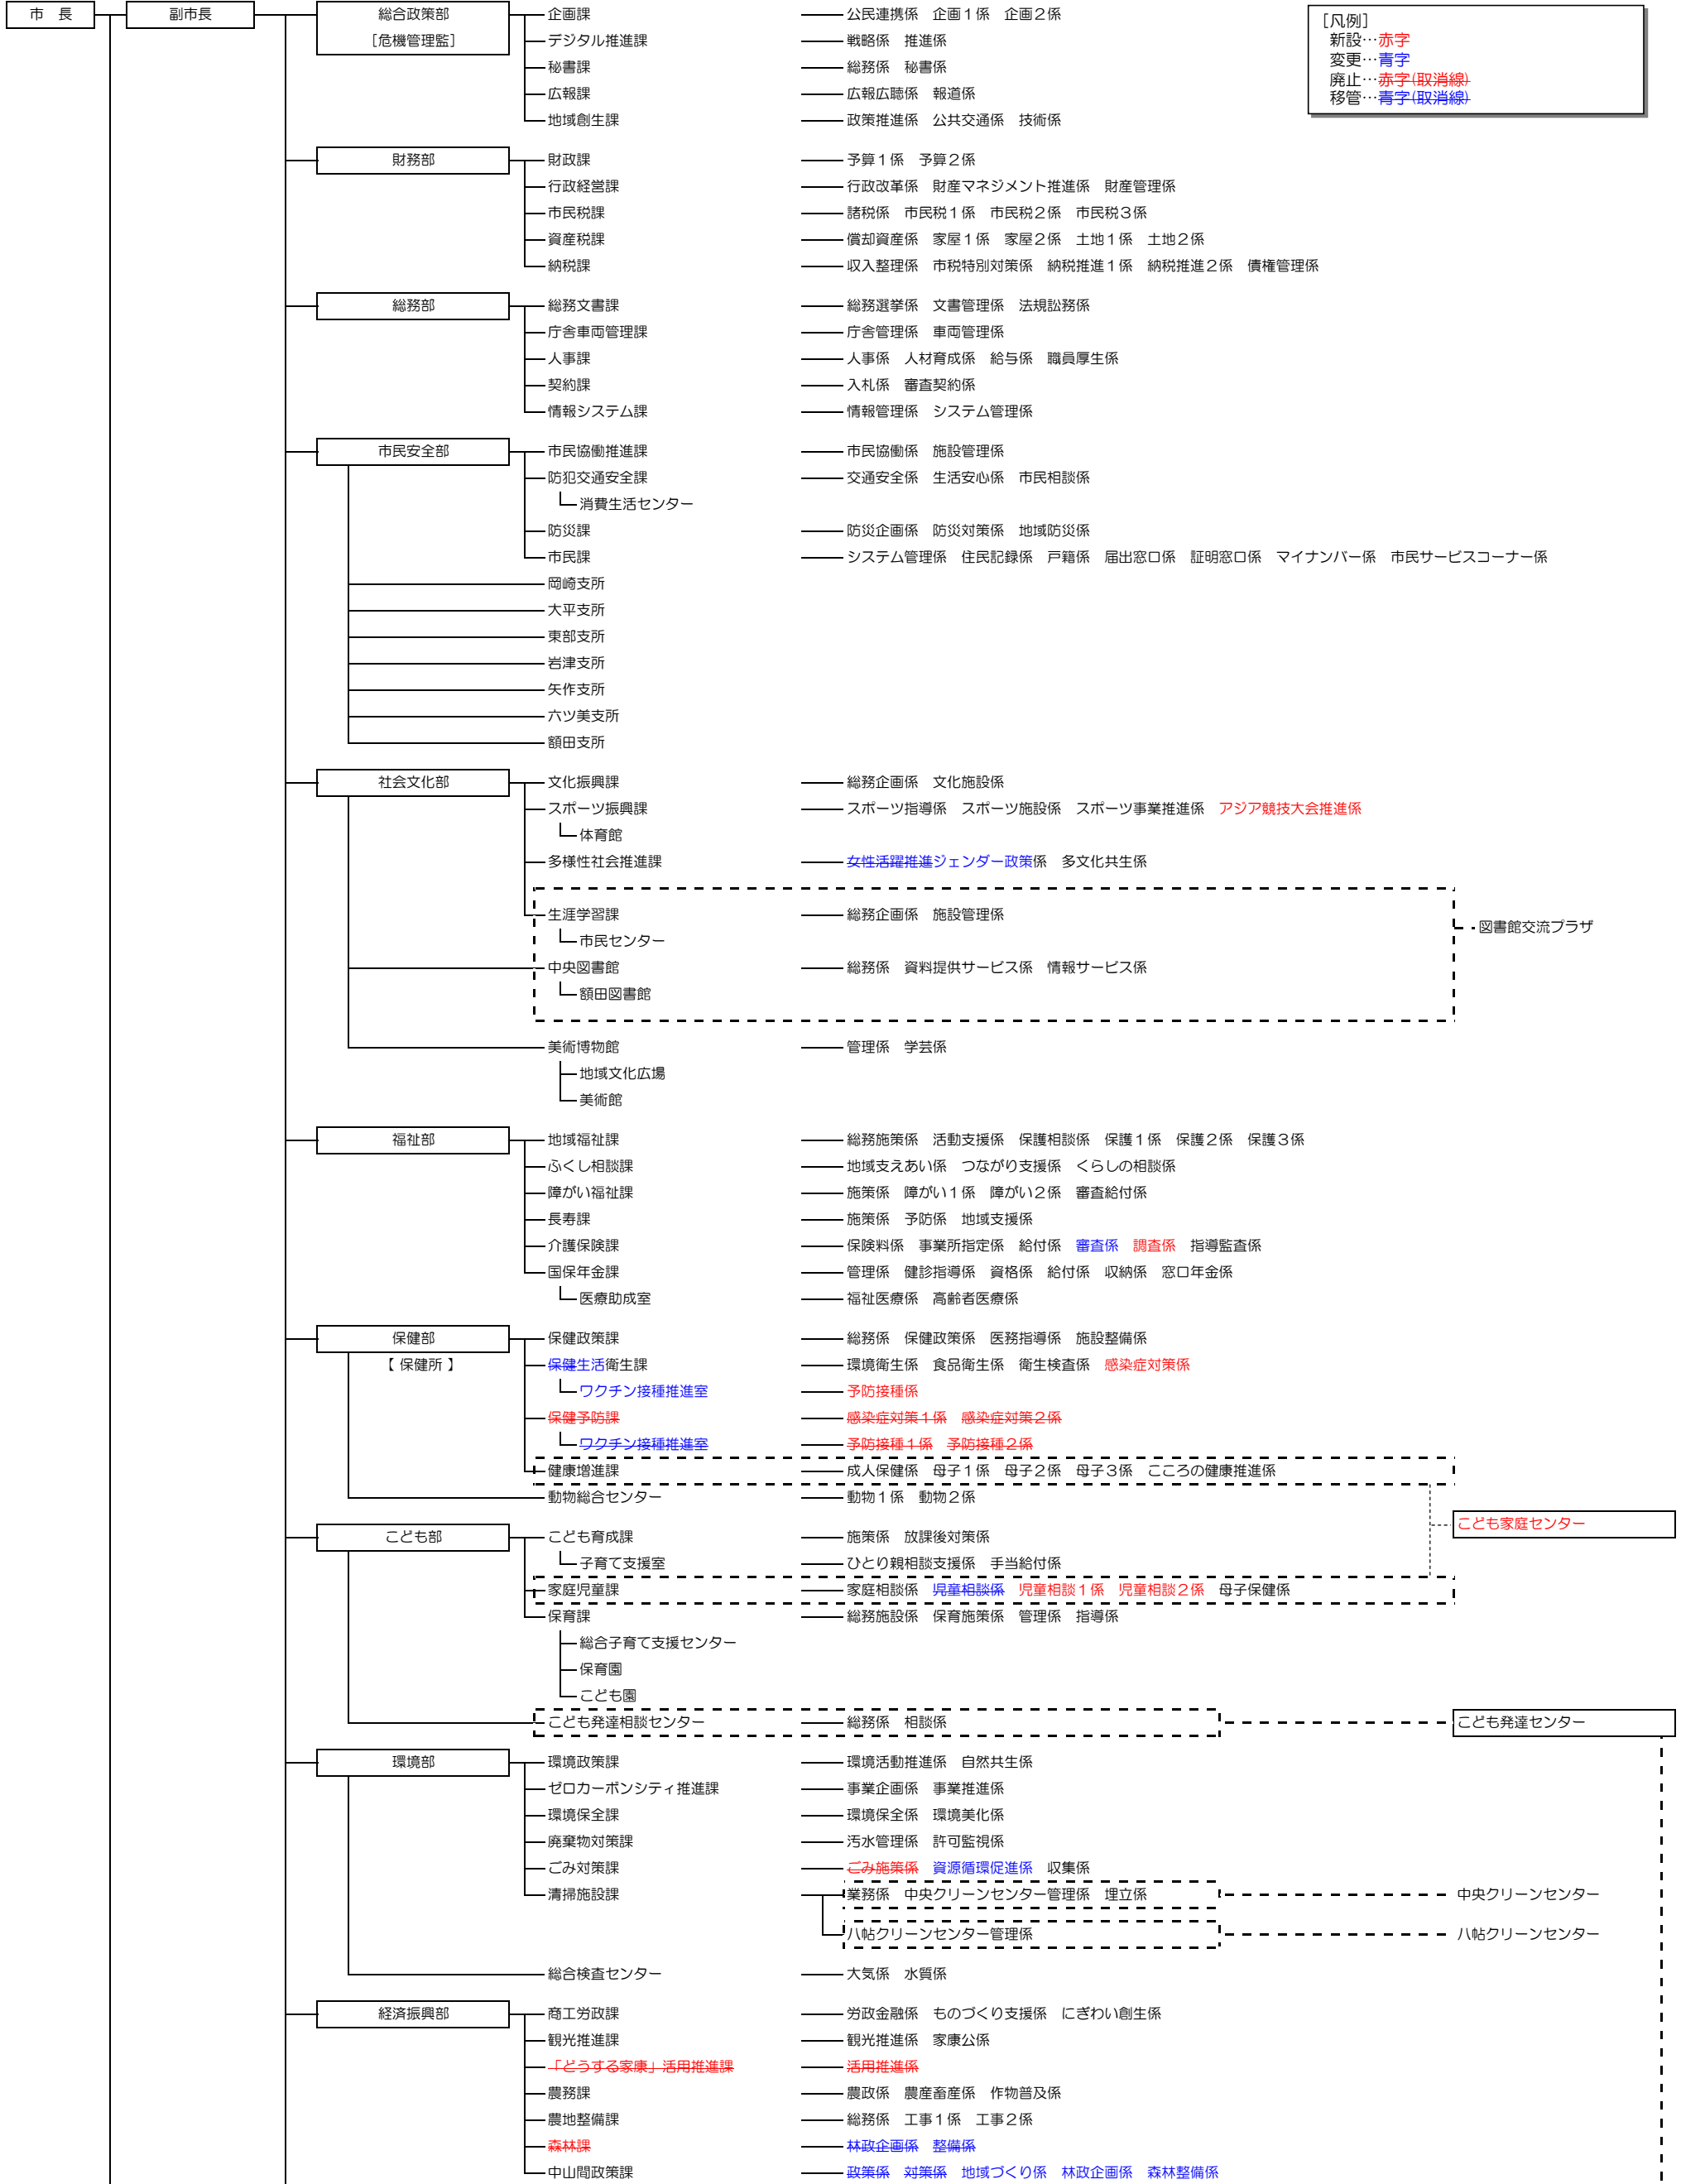 市　長　副市長　総合政策部　企画課　公民連携係　企画１係　企画２係
［凡例］
新設…赤字
変更…青字
廃止…赤字(取消線)
移管…青字(取消線)
［危機管理監］　デジタル推進課　戦略係　推進係
秘書課　総務係　秘書係
広報課　広報広聴係　報道係
地域創生課　政策推進係　公共交通係　技術係
財務部　財政課　予算１係　予算２係
行政経営課　行政改革係　財産マネジメント推進係　財産管理係
市民税課　諸税係　市民税１係　市民税２係　市民税３係
資産税課　償却資産係　家屋１係　家屋２係　土地１係　土地２係
納税課　収入整理係　市税特別対策係　納税推進１係　納税推進２係　債権管理係
総務部　総務文書課　総務選挙係　文書管理係　法規訟務係
庁舎車両管理課　庁舎管理係　車両管理係
人事課　人事係　人材育成係　給与係　職員厚生係
契約課　入札係　審査契約係
情報システム課　情報管理係　システム管理係
市民安全部　市民協働推進課　市民協働係　施設管理係
防犯交通安全課　交通安全係　生活安心係　市民相談係
消費生活センター
防災課　防災企画係　防災対策係　地域防災係
市民課　システム管理係　住民記録係　戸籍係　届出窓口係　証明窓口係　マイナンバー係　市民サービスコーナー係
岡崎支所
大平支所
東部支所
岩津支所
矢作支所
六ツ美支所
額田支所
社会文化部　文化振興課　総務企画係　文化施設係
スポーツ振興課　スポーツ指導係　スポーツ施設係　スポーツ事業推進係　アジア競技大会推進係
体育館
多様性社会推進課　女性活躍推進ジェンダー政策係　多文化共生係
生涯学習課　総務企画係　施設管理係
図書館交流プラザ
市民センター
中央図書館　総務係　資料提供サービス係　情報サービス係
額田図書館
美術博物館　管理係　学芸係
地域文化広場
美術館
福祉部　地域福祉課　総務施策係　活動支援係　保護相談係　保護１係　保護２係　保護３係
ふくし相談課　地域支えあい係　つながり支援係　くらしの相談係
障がい福祉課　施策係　障がい１係　障がい２係　審査給付係
長寿課　施策係　予防係　地域支援係
介護保険課　保険料係　事業所指定係　給付係　審査係　調査係　指導監査係
国保年金課　管理係　健診指導係　資格係　給付係　収納係　窓口年金係
医療助成室　福祉医療係　高齢者医療係
保健部　保健政策課　総務係　保健政策係　医務指導係　施設整備係
【 保健所 】　保健生活衛生課　環境衛生係　食品衛生係　衛生検査係　感染症対策係
ワクチン接種推進室　予防接種係
保健予防課　感染症対策１係　感染症対策２係
ワクチン接種推進室　予防接種１係　予防接種２係
健康増進課　成人保健係　母子１係　母子２係　母子３係　こころの健康推進係
動物総合センター　動物１係　動物２係
こども家庭センター
こども部　こども育成課　施策係　放課後対策係
子育て支援室　ひとり親相談支援係　手当給付係
家庭児童課　家庭相談係　児童相談係　児童相談１係　児童相談２係　母子保健係
保育課　総務施設係　保育施策係　管理係　指導係
総合子育て支援センター
保育園
こども園
こども発達相談センター　総務係　相談係　こども発達センター
環境部　環境政策課　環境活動推進係　自然共生係
ゼロカーボンシティ推進課　事業企画係　事業推進係
環境保全課　環境保全係　環境美化係
廃棄物対策課　汚水管理係　許可監視係
ごみ対策課　ごみ施策係　資源循環促進係　収集係
清掃施設課　業務係　中央クリーンセンター管理係　埋立係　中央クリーンセンター
八帖クリーンセンター管理係　八帖クリーンセンター
総合検査センター　大気係　水質係
経済振興部　商工労政課　労政金融係　ものづくり支援係　にぎわい創生係
観光推進課　観光推進係　家康公係
「どうする家康」活用推進課　活用推進係
農務課　農政係　農産畜産係　作物普及係
農地整備課　総務係　工事１係　工事２係
森林課　林政企画係　整備係
中山間政策課　政策係　対策係　地域づくり係　林政企画係　森林整備係